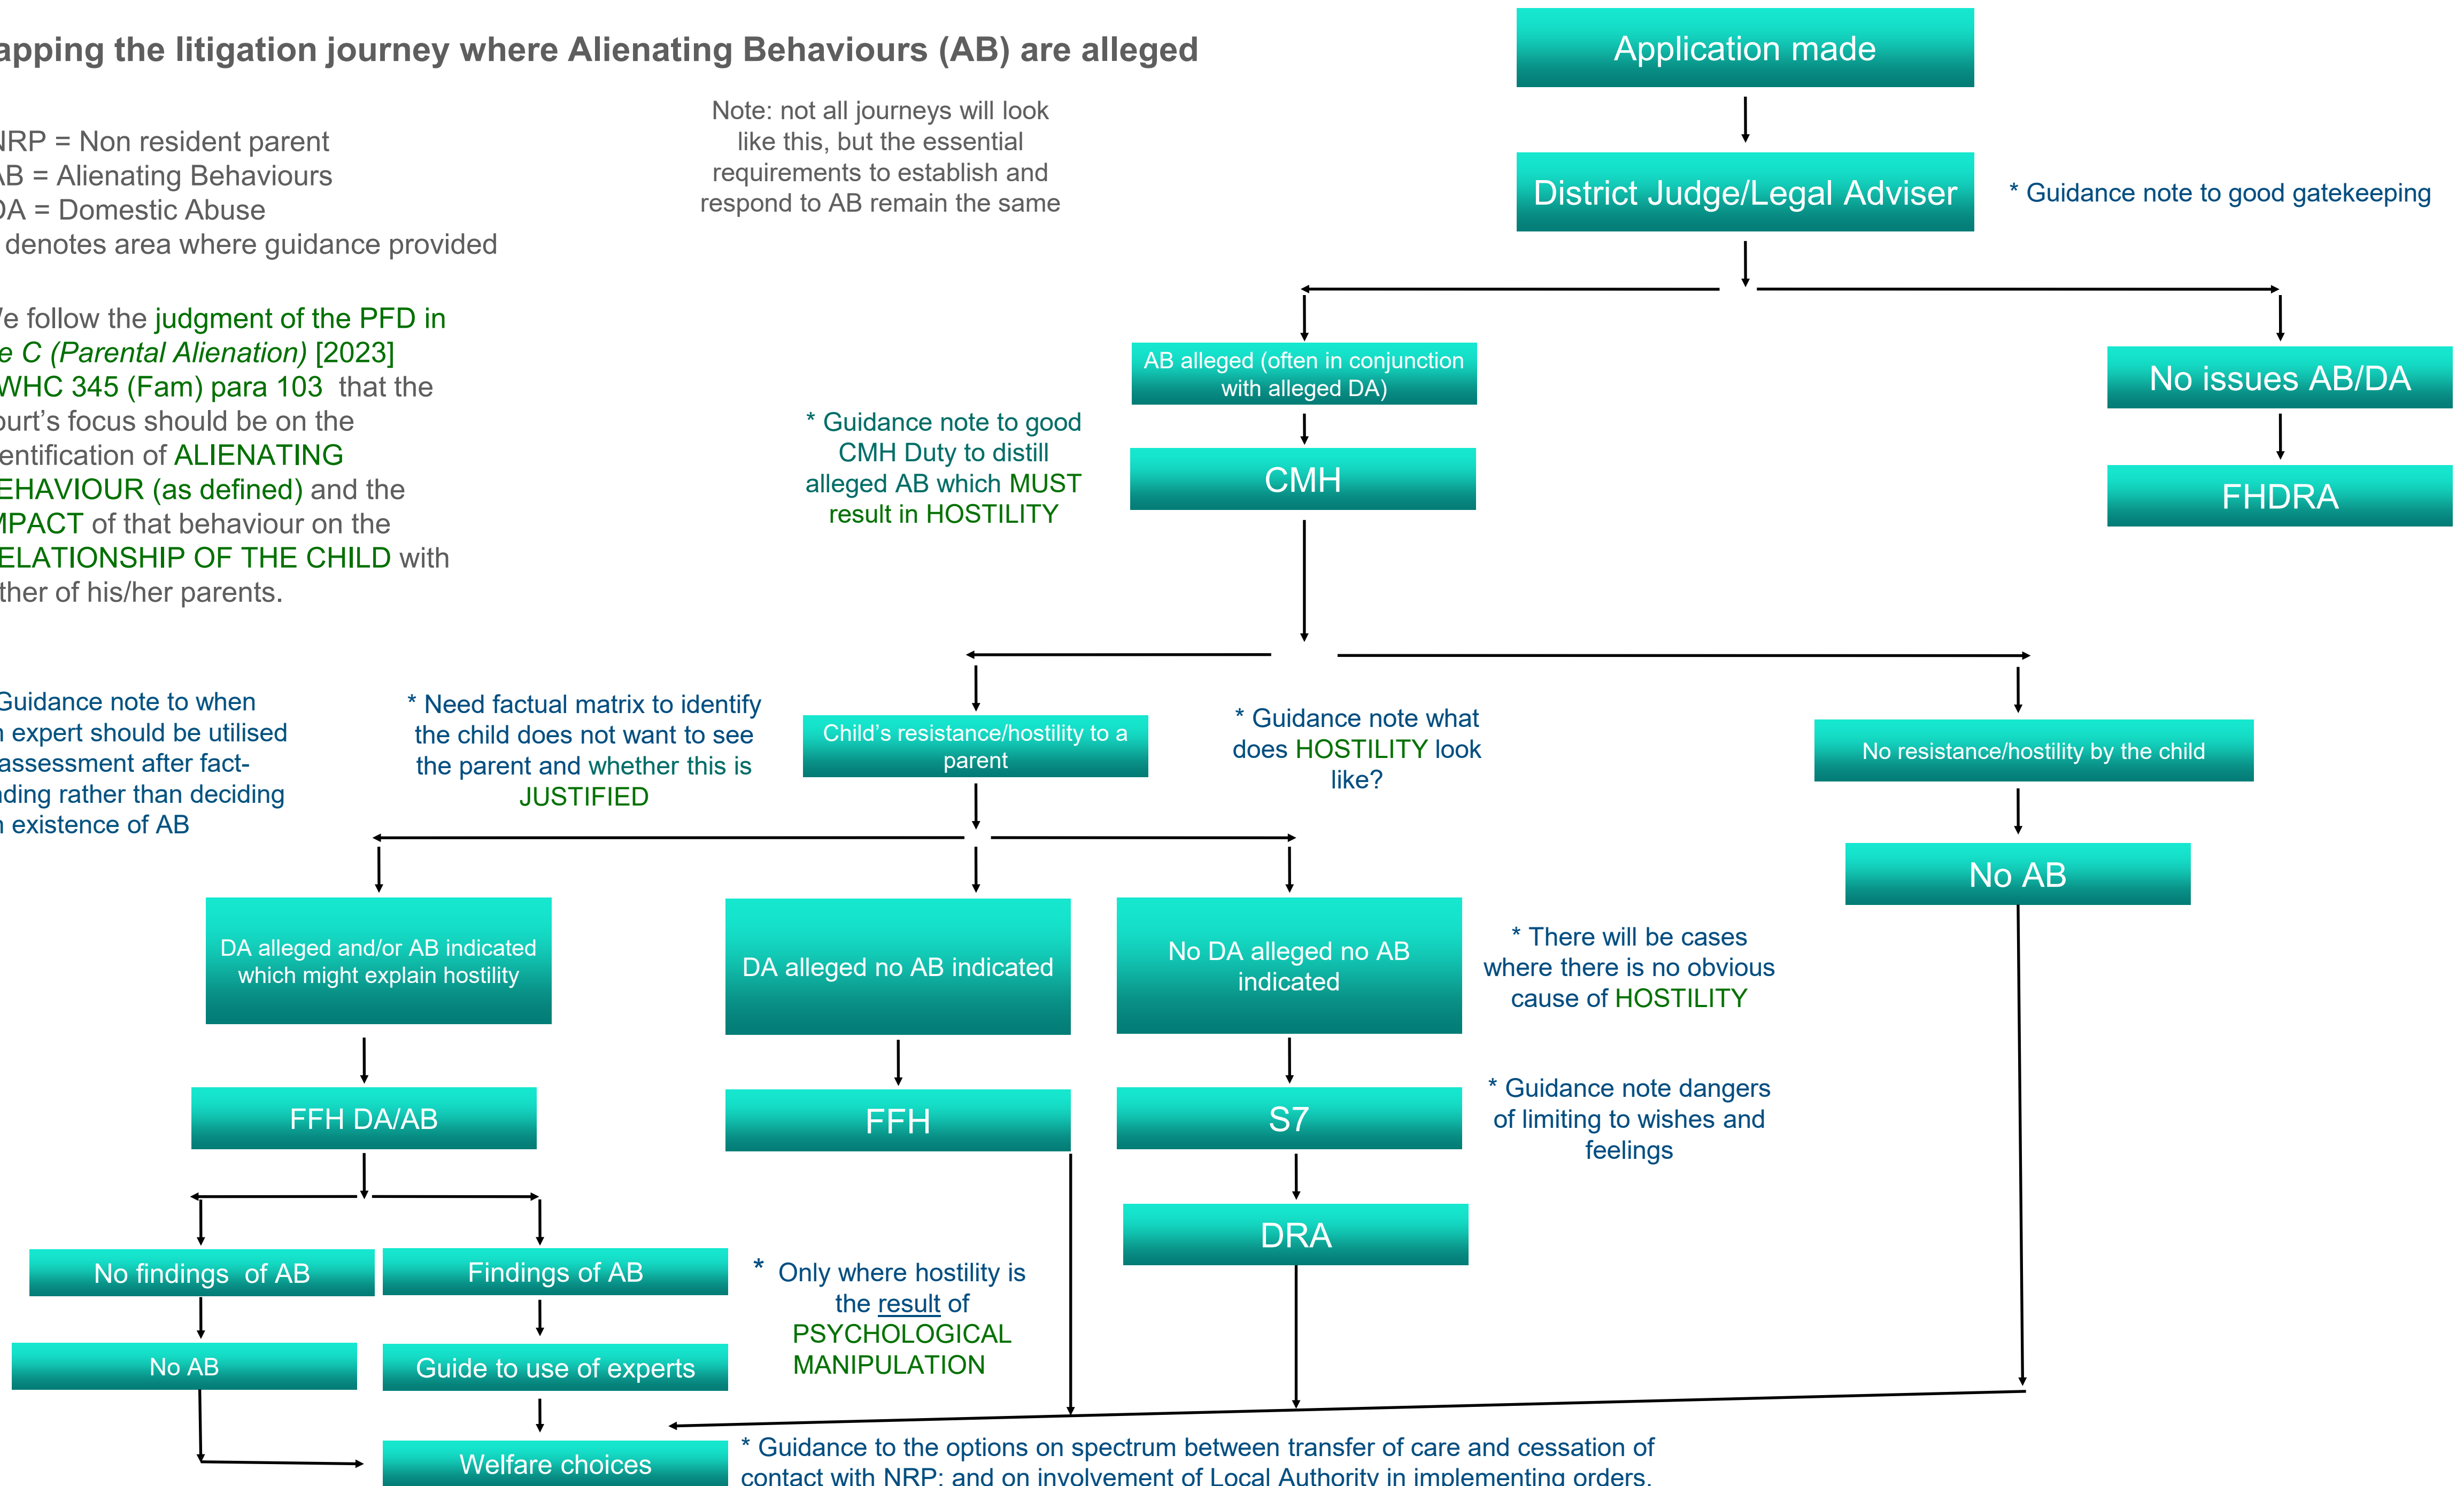 apping the litigation journey where Alienating Behaviours (AB) are alleged
NRP = Non resident parent
AB = Alienating Behaviours
DA = Domestic Abuse
denotes area where guidance provided
Note: not all journeys will look
like this, but the essential
requirements to establish and
respond to AB remain the same
Application made
District Judge/Legal Adviser
* Guidance note to good gatekeeping
We follow the judgment of the PFD in
e C (Parental Alienation) [2023]
WHC 345 (Fam) para 103 that the
ourt's focus should be on the
entification of ALIENATING
EHAVIOUR (as defined) and the
MPACT of that behaviour on the
RELATIONSHIP OF THE CHILD with
ther of his/her parents.
AB alleged (often in conjunction
with alleged DA)
No issues AB/DA
* Guidance note to good
CMH Duty to distill
alleged AB which MUST
result in HOSTILITY
CMH
FHDRA
Guidance note to when
n expert should be utilised
assessment after fact-
nding rather than deciding
n existence of AB
* Need factual matrix to identify
the child does not want to see
the parent and whether this is
JUSTIFIED
Child's resistance/hostility to a
parent
* Guidance note what
does HOSTILITY look
like?
No resistance/hostility by the child
No AB
DA alleged and/or AB indicated
which might explain hostility
DA alleged no AB indicated
No DA alleged no AB
indicated
* There will be cases
where there is no obvious
cause of HOSTILITY
FFH DA/AB
FFH
S7
* Guidance note dangers
of limiting to wishes and
feelings
DRA
No findings of AB
Findings of AB
* Only where hostility is
the result of
PSYCHOLOGICAL
MANIPULATION
No AB
Guide to use of experts
Welfare choices
* Guidance to the options on spectrum between transfer of care and cessation of
contact with NRP; and on involvement of Local Authority in implementing orders.